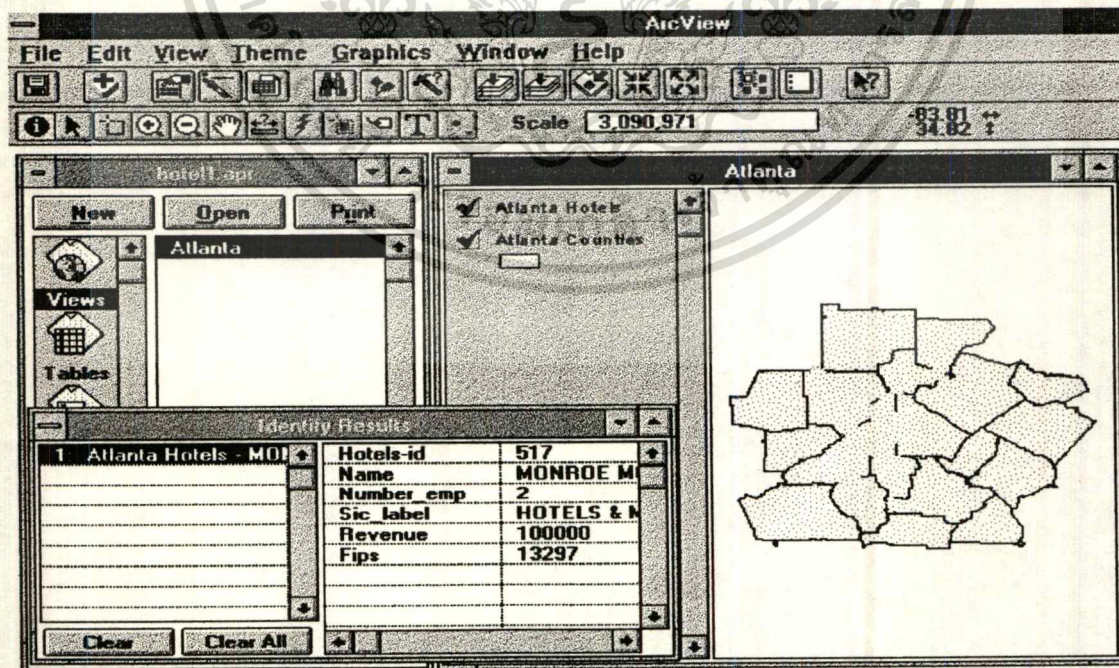 ArcView
File Edit View Theme Graphics Window Help
Scale 3,090,971
-83.81
34.82
hotel1.apr
New Open Print
Atlanta
Views
Tables
Atlanta
Atlanta Hotels
Atlanta Counties
Identify Results
1 Atlanta Hotels - MO
Hotels-id 517
Name MONROE M
Number_emp 2
Sic_label HOTELS &
Revenue 100000
Fips 13297
Clear Clear All